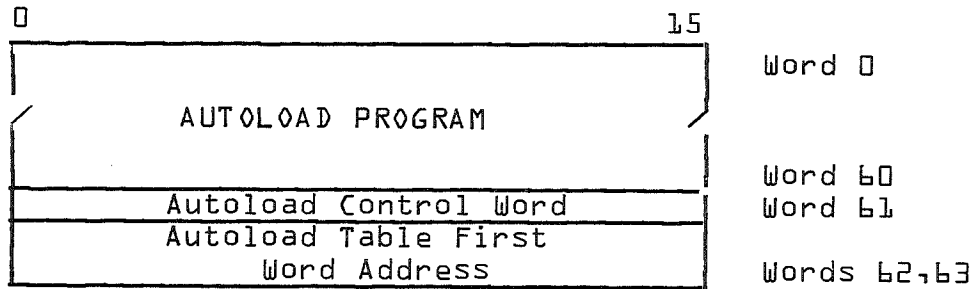 0 15
Word 0
AUTOLOAD PROGRAM
Word 60
Autoload Control Word Word 61
Autoload Table First
Word Address Words 62,63